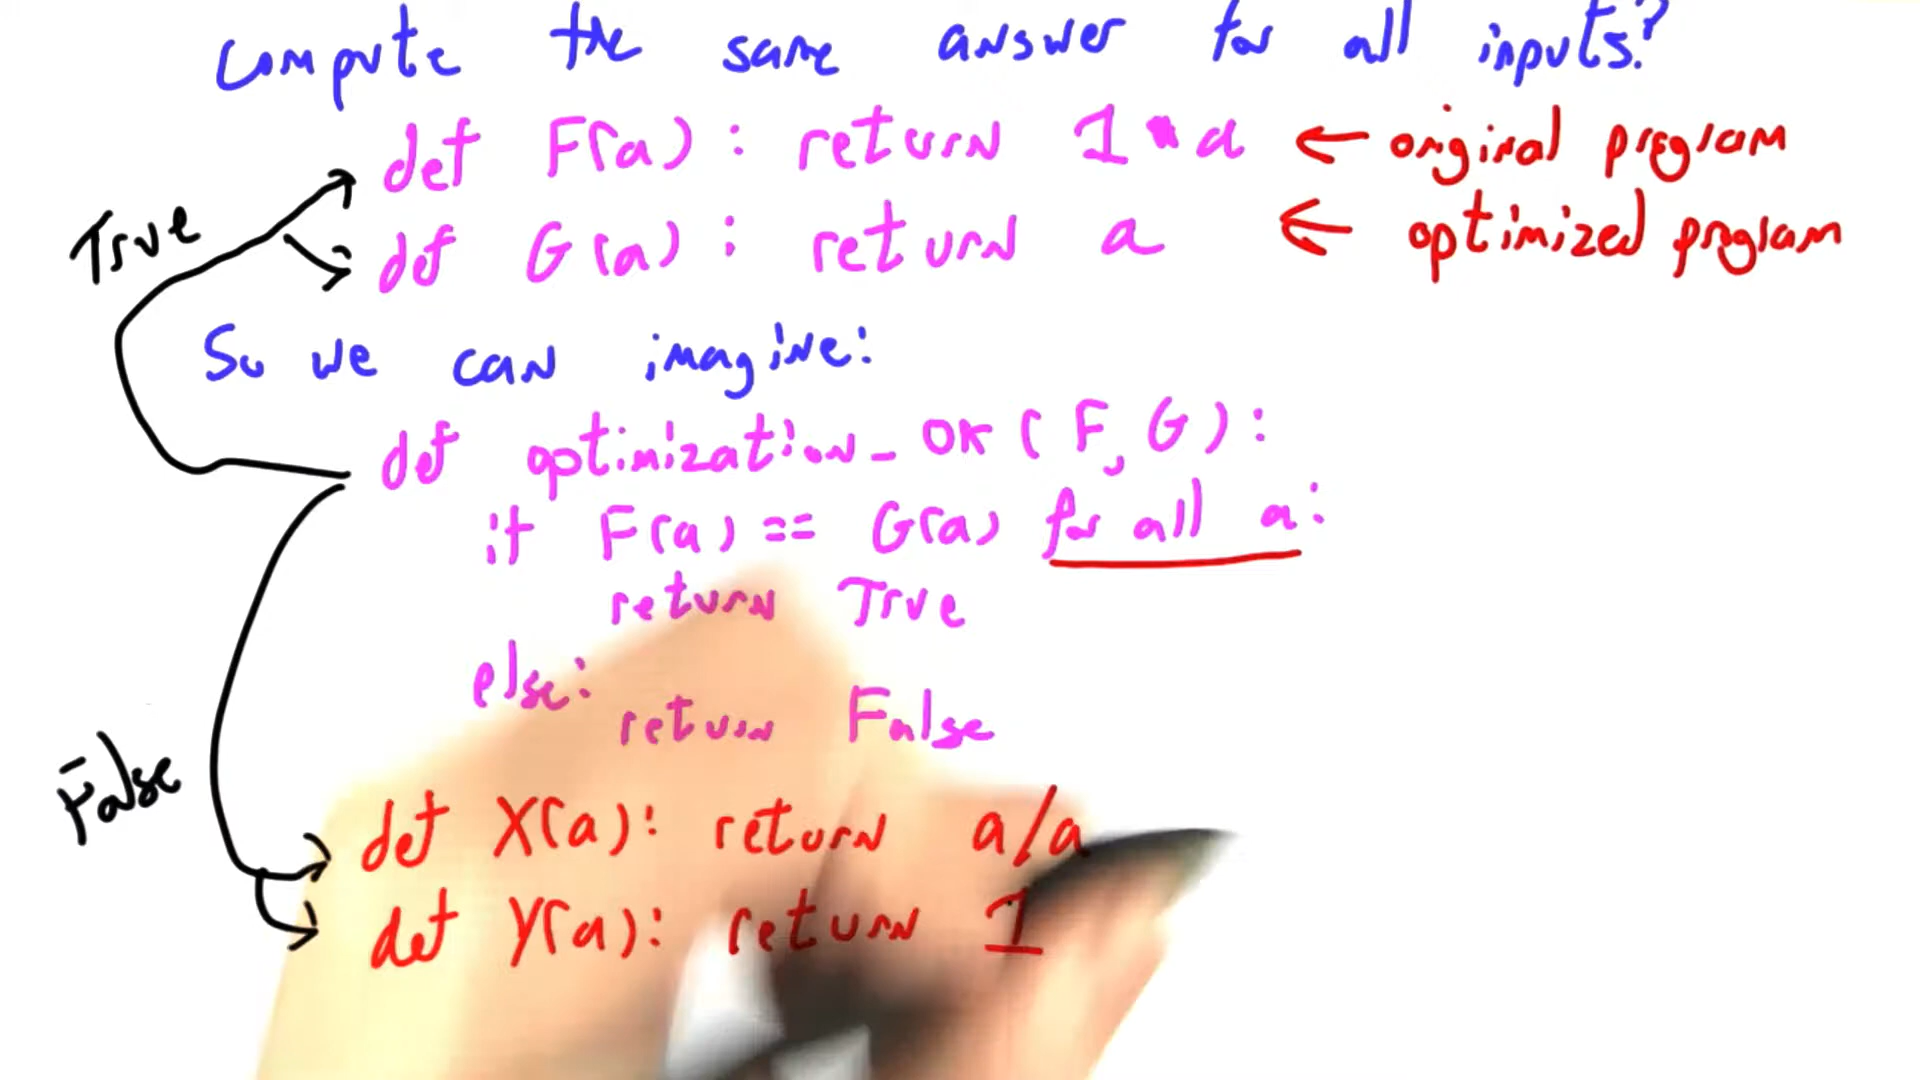 compute the same answer for all inputs?
def F(a): return 1*a ← original program
def G(a): return a ← optimized program
True
So we can imagine:
def optimization_OK(F, G):
if F(a) == G(a) for all a:
return True
else:
return False
False
def X(a): return a/a
def Y(a): return 1